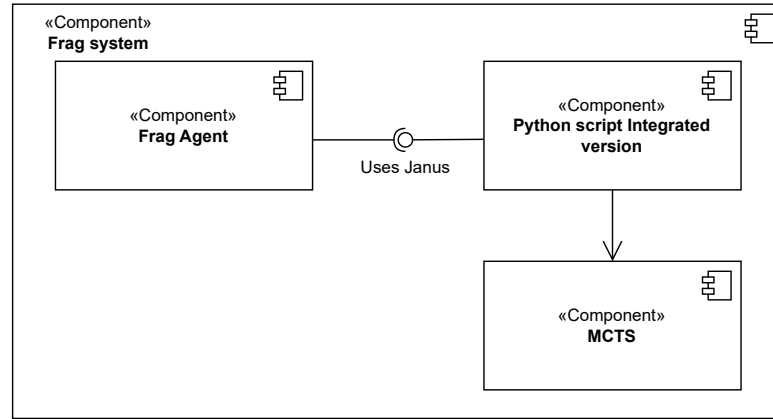 «Component»
Frag system
«Component»
Frag Agent
Uses Janus
«Component»
Python script Integrated
version
«Component»
MCTS